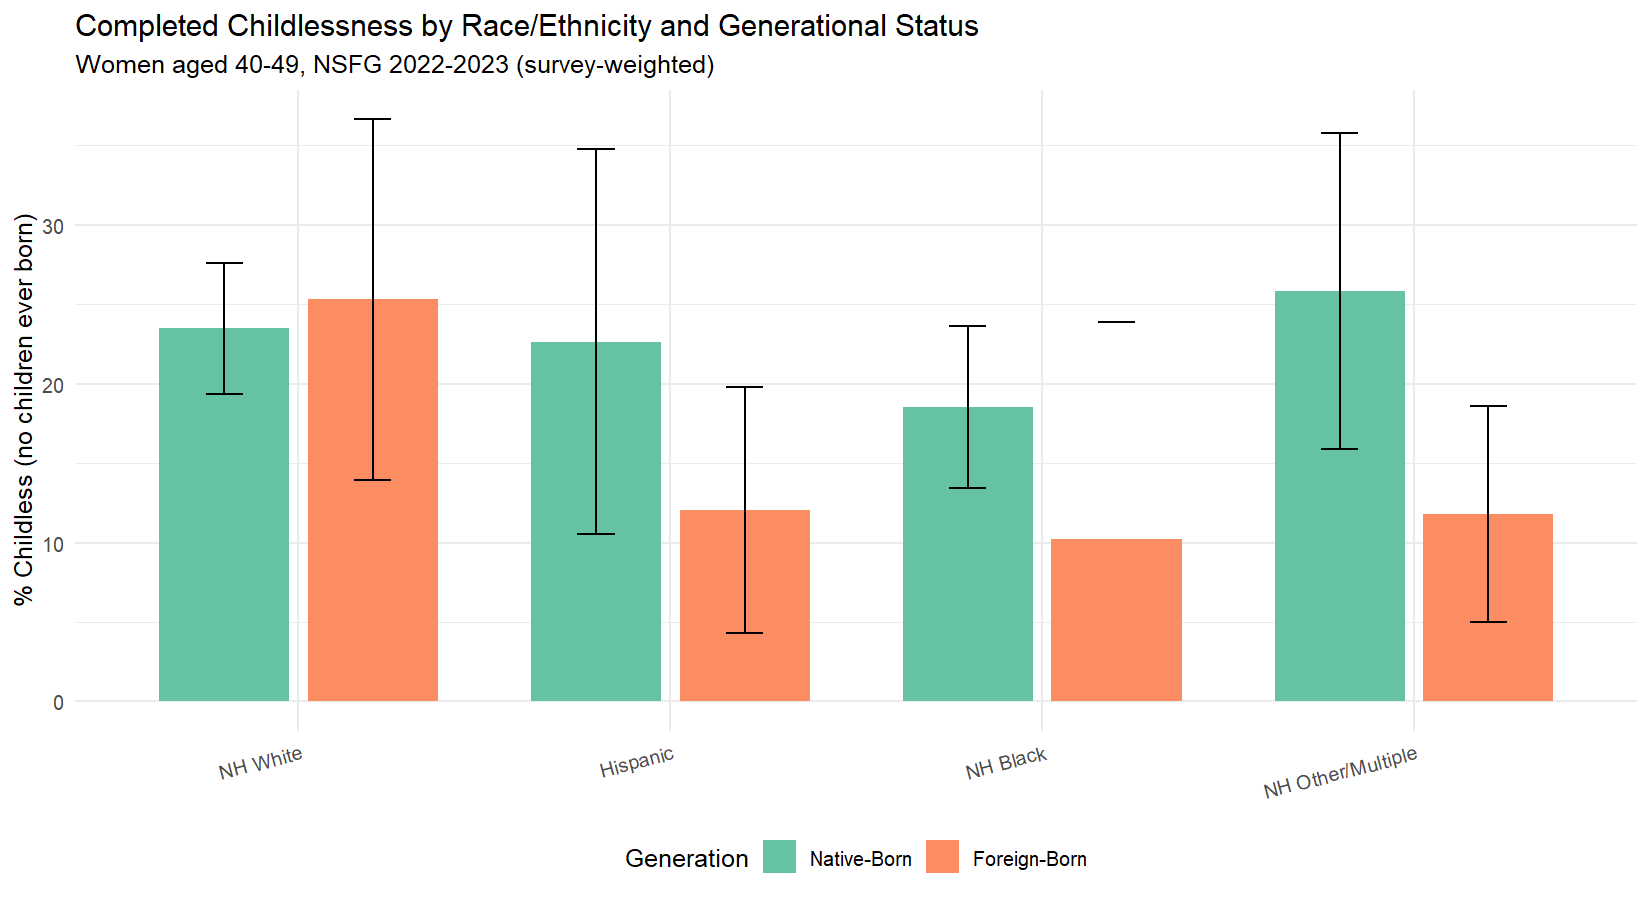 Completed Childlessness by Race/Ethnicity and Generational Status
Women aged 40-49, NSFG 2022-2023 (survey-weighted)
% Childless (no children ever born)
30
20
10
0
NH White
Hispanic
NH Black
NH Other/Multiple
Generation
Native-Born
Foreign-Born